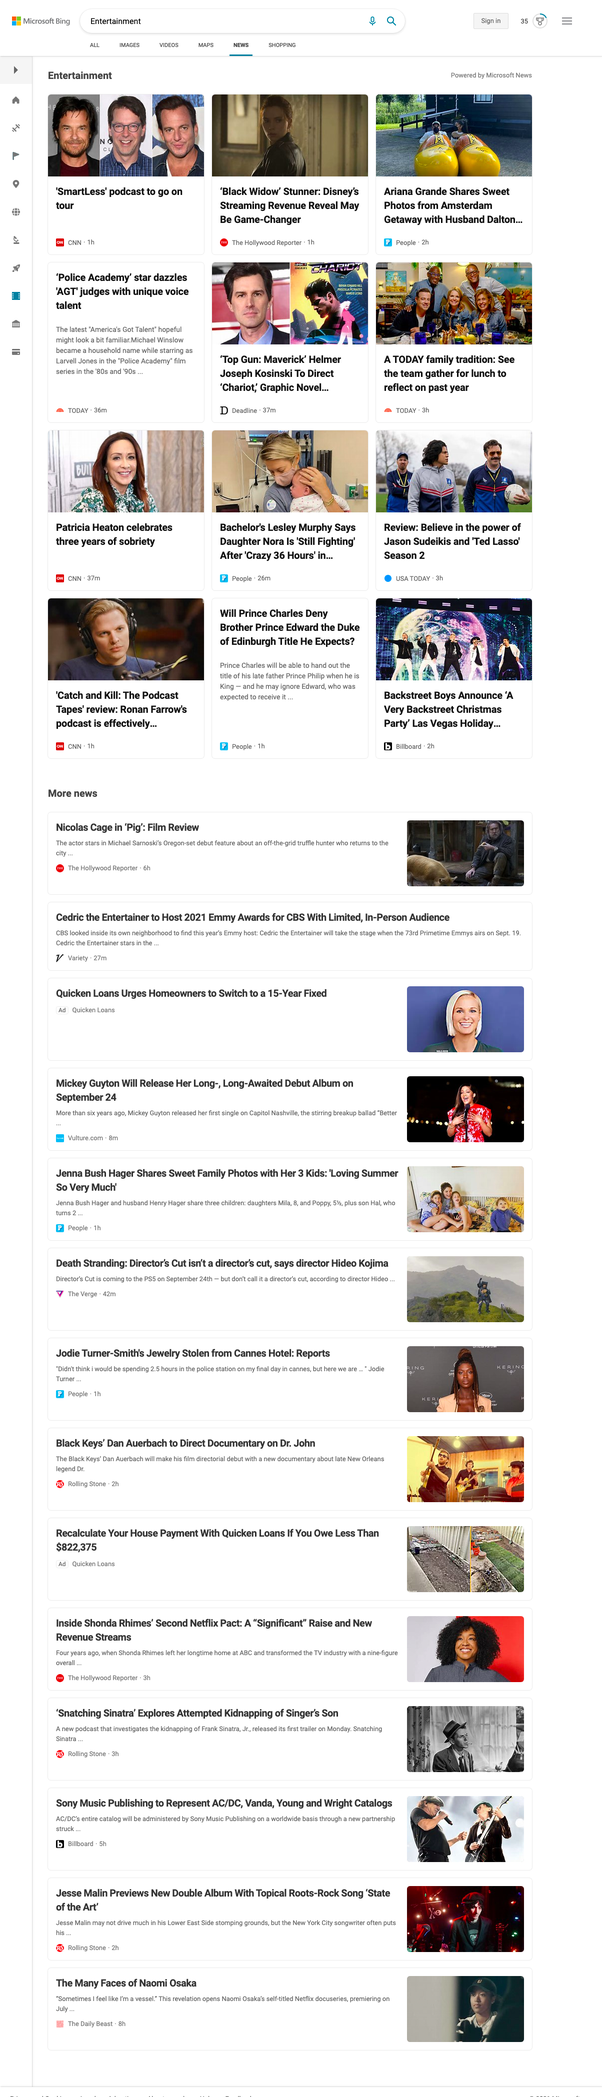 Microsoft Bing
Entertainment
Sign in
35
ALL
IMAGES
VIDEOS
MAPS
NEWS
SHOPPING
Entertainment
Powered by Microsoft News
'SmartLess' podcast to go on
tour
CNN · 1h
‘Black Widow’ Stunner: Disney’s
Streaming Revenue Reveal May
Be Game-Changer
The Hollywood Reporter · 1h
Ariana Grande Shares Sweet
Photos from Amsterdam
Getaway with Husband Dalton...
People · 2h
‘Police Academy’ star dazzles
'AGT' judges with unique voice
talent
The latest "America's Got Talent" hopeful
might look a bit familiar.Michael Winslow
became a household name while starring as
Larvell Jones in the "Police Academy" film
series in the '80s and '90s ...
TODAY · 36m
CHARIOT
‘Top Gun: Maverick’ Helmer
Joseph Kosinski To Direct
‘Chariot,’ Graphic Novel...
Deadline · 37m
A TODAY family tradition: See
the team gather for lunch to
reflect on past year
TODAY · 3h
Patricia Heaton celebrates
three years of sobriety
CNN · 37m
Bachelor's Lesley Murphy Says
Daughter Nora Is 'Still Fighting'
After 'Crazy 36 Hours' in...
People · 26m
Review: Believe in the power of
Jason Sudeikis and 'Ted Lasso'
Season 2
USA TODAY · 3h
'Catch and Kill: The Podcast
Tapes' review: Ronan Farrow's
podcast is effectively...
CNN · 1h
Will Prince Charles Deny
Brother Prince Edward the Duke
of Edinburgh Title He Expects?
Prince Charles will be able to hand out the
title of his late father Prince Philip when he is
King — and he may ignore Edward, who was
expected to receive it ...
People · 1h
Backstreet Boys Announce ‘A
Very Backstreet Christmas
Party’ Las Vegas Holiday...
Billboard · 2h
More news
Nicolas Cage in ‘Pig’: Film Review
The actor stars in Michael Sarnoski's Oregon-set debut feature about an off-the-grid truffle hunter who returns to the
city ...
The Hollywood Reporter · 6h
Cedric the Entertainer to Host 2021 Emmy Awards for CBS With Limited, In-Person Audience
CBS looked inside its own neighborhood to find this year's Emmy host: Cedric the Entertainer will take the stage when the 73rd Primetime Emmys airs on Sept. 19.
Cedric the Entertainer stars in the ...
Variety · 27m
Quicken Loans Urges Homeowners to Switch to a 15-Year Fixed
Ad Quicken Loans
Mickey Guyton Will Release Her Long-, Long-Awaited Debut Album on
September 24
More than six years ago, Mickey Guyton released her first single on Capitol Nashville, the stirring breakup ballad “Better
...
Vulture.com · 8m
Jenna Bush Hager Shares Sweet Family Photos with Her 3 Kids: 'Loving Summer
So Very Much'
Jenna Bush Hager and husband Henry Hager share three children: daughters Mila, 8, and Poppy, 5½, plus son Hal, who
turns 2 ...
People · 1h
Death Stranding: Director’s Cut isn’t a director’s cut, says director Hideo Kojima
Director’s Cut is coming to the PS5 on September 24th — but don’t call it a director’s cut, according to director Hideo ...
The Verge · 42m
Jodie Turner-Smith's Jewelry Stolen from Cannes Hotel: Reports
"Didn't think i would be spending 2.5 hours in the police station on my final day in cannes, but here we are ... " Jodie
Turner ...
People · 1h
Black Keys’ Dan Auerbach to Direct Documentary on Dr. John
The Black Keys’ Dan Auerbach will make his film directorial debut with a new documentary about late New Orleans
legend Dr.
Rolling Stone · 2h
Recalculate Your House Payment With Quicken Loans If You Owe Less Than
$822,375
Ad Quicken Loans
Inside Shonda Rhimes’ Second Netflix Pact: A “Significant” Raise and New
Revenue Streams
Four years ago, when Shonda Rhimes left her longtime home at ABC and transformed the TV industry with a nine-figure
overall ...
The Hollywood Reporter · 3h
‘Snatching Sinatra’ Explores Attempted Kidnapping of Singer’s Son
A new podcast that investigates the kidnapping of Frank Sinatra, Jr., released its first trailer on Monday. Snatching
Sinatra ...
Rolling Stone · 3h
Sony Music Publishing to Represent AC/DC, Vanda, Young and Wright Catalogs
AC/DC’s entire catalog will be administered by Sony Music Publishing on a worldwide basis through a new partnership
struck ...
Billboard · 5h
Jesse Malin Previews New Double Album With Topical Roots-Rock Song ‘State
of the Art’
Jesse Malin may not drive much in his Lower East Side stomping grounds, but the New York City songwriter often puts
his ...
Rolling Stone · 2h
The Many Faces of Naomi Osaka
“Sometimes I feel like I’m a vessel.” This revelation opens Naomi Osaka’s self-titled Netflix docuseries, premiering on
July ...
The Daily Beast · 8h